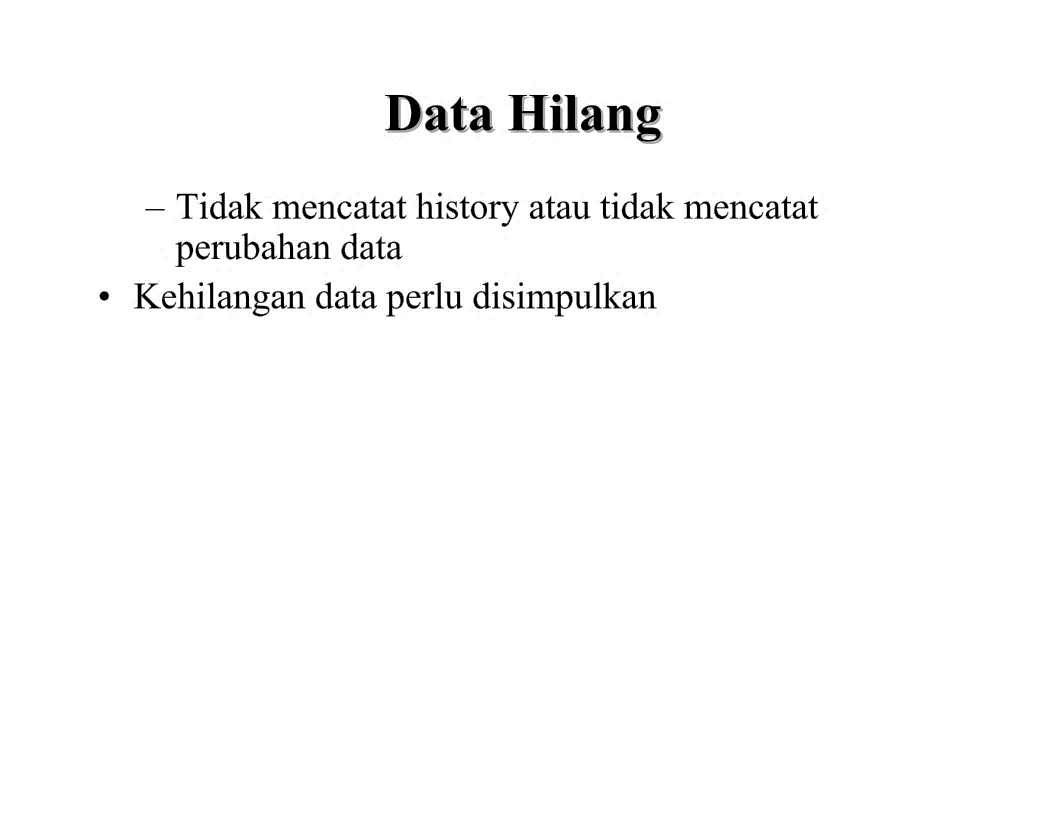 Data Hilang
– Tidak mencatat history atau tidak mencatat
perubahan data
• Kehilangan data perlu disimpulkan